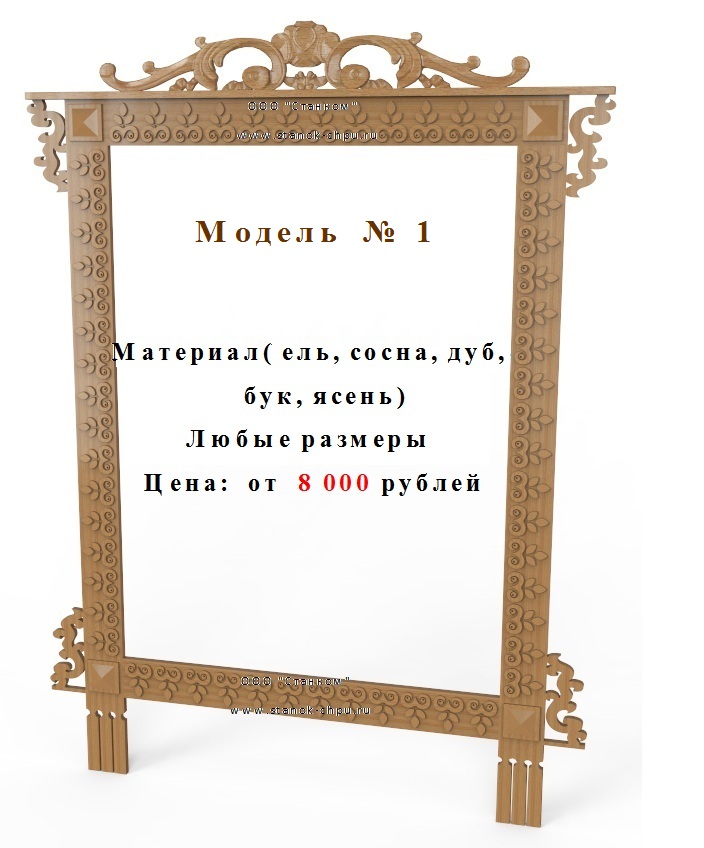 ООО "Станком"
www.stanok-chpu.ru
Модель № 1
Материал( ель, сосна, дуб,
бук, ясень)
Любые размеры
Цена: от 8 000 рублей
ООО "Станком"
www.stanok-chpu.ru